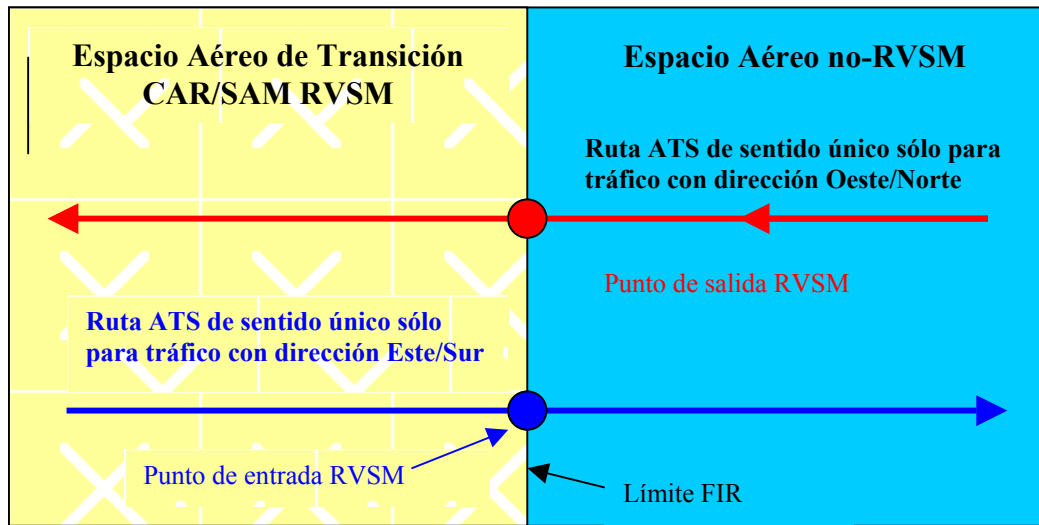 Espacio Aéreo de Transición
CAR/SAM RVSM
Espacio Aéreo no-RVSM
Ruta ATS de sentido único sólo para
tráfico con dirección Oeste/Norte
Punto de salida RVSM
Ruta ATS de sentido único sólo
para tráfico con dirección Este/Sur
Punto de entrada RVSM
Límite FIR